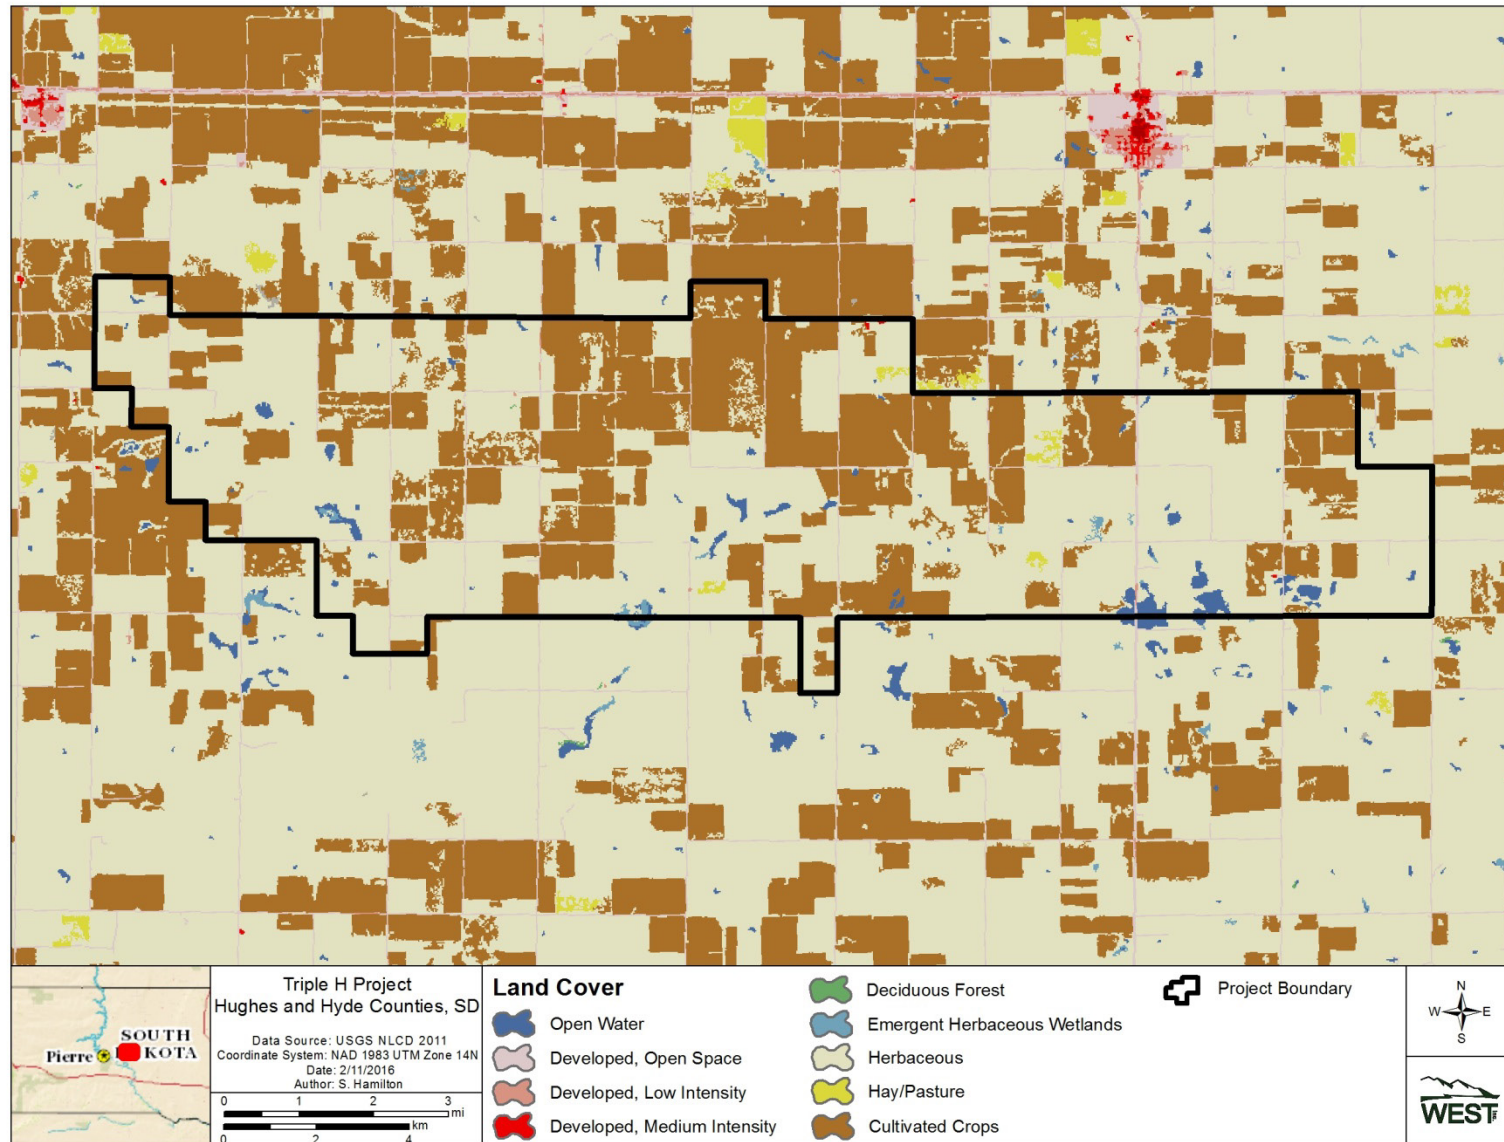 SOUTH
Pierre
KOTA
Triple H Project
Hughes and Hyde Counties, SD
Data Source: USGS NLCD 2011
Coordinate System: NAD 1983 UTM Zone 14N
Date: 2/11/2016
Author: S. Hamilton
0 1 2 3
mi
km
0 2 4
Land Cover
Open Water
Developed, Open Space
Developed, Low Intensity
Developed, Medium Intensity
Deciduous Forest
Emergent Herbaceous Wetlands
Herbaceous
Hay/Pasture
Cultivated Crops
Project Boundary
N
W E
S
WEST